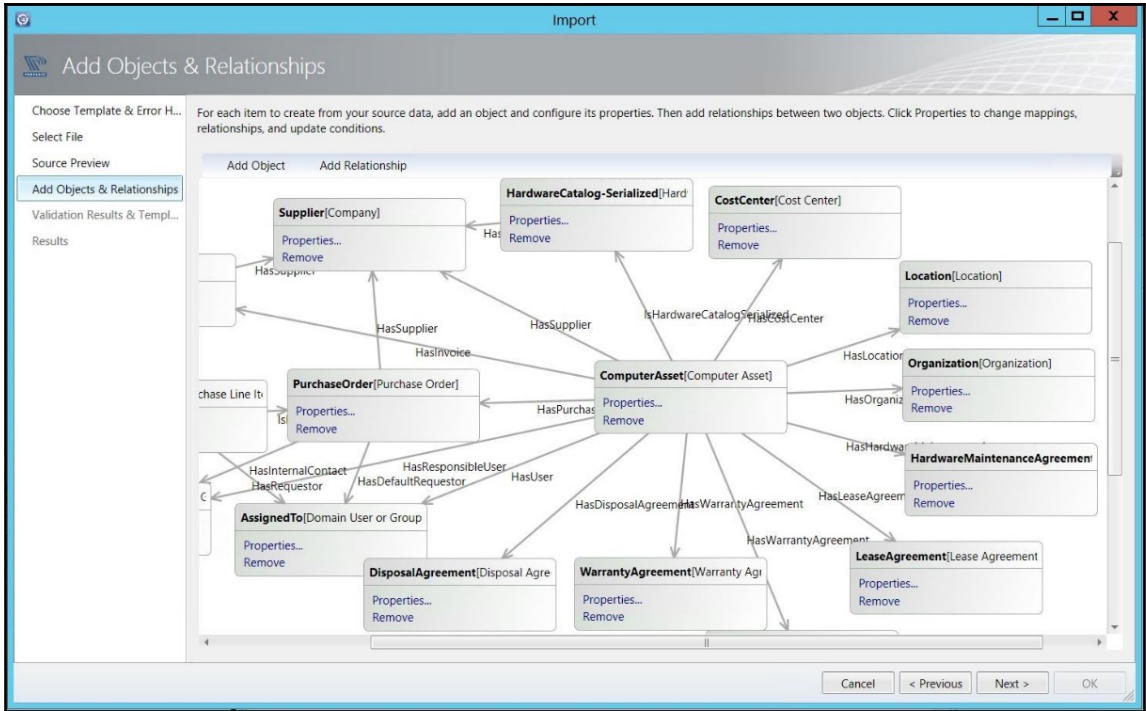 Import
Add Objects & Relationships
Choose Template & Error H...
Select File
Source Preview
Add Objects & Relationships
Validation Results & Templ...
Results
For each item to create from your source data, add an object and configure its properties. Then add relationships between two objects. Click Properties to change mappings,
relationships, and update conditions.
Add Object Add Relationship
HardwareCatalog-Serialized[Hard
Properties...
Remove
CostCenter[Cost Center]
Properties...
Remove
Supplier[Company]
Properties...
Remove
Has
HasSupplier
Location[Location]
Properties...
Remove
IsHardwareCatalogSerialized
HasCostCenter
HasSupplier
HasSupplier
HasInvoice
HasLocation
Organization[Organization]
Properties...
Remove
ComputerAsset[Computer Asset]
Properties...
Remove
PurchaseOrder[Purchase Order]
Properties...
Remove
chase Line Ite
Is
HasPurchas
HasOrganiz
HasHardwa
HardwareMaintenanceAgreement
Properties...
Remove
HasInternalContact
HasRequestor
HasResponsibleUser
HasDefaultRequestor
HasUser
HasDisposalAgreement
HasWarrantyAgreement
HasLeaseAgreem
HasWarrantyAgreement
AssignedTo[Domain User or Group
Properties...
Remove
DisposalAgreement[Disposal Agre
Properties...
Remove
WarrantyAgreement[Warranty Agr
Properties...
Remove
LeaseAgreement[Lease Agreement
Properties...
Remove
Cancel < Previous Next > OK